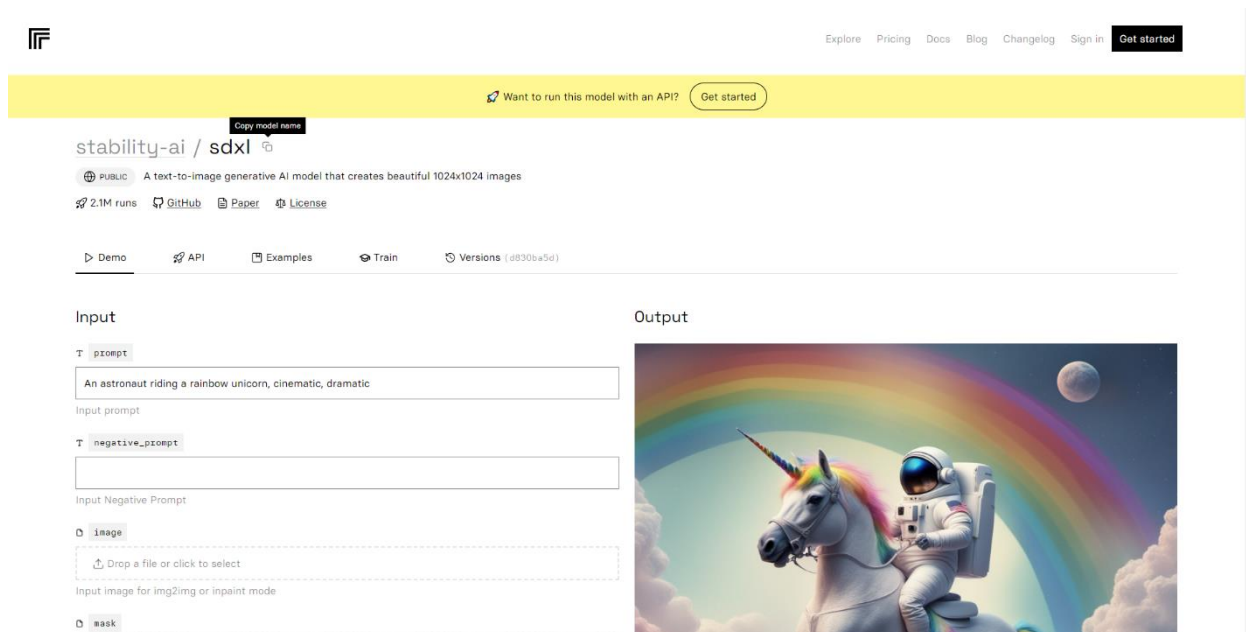 Explore Pricing Docs Blog Changelog Sign in Get started
🚀 Want to run this model with an API? Get started
Copy model name
stability-ai / sdxl
PUBLIC A text-to-image generative AI model that creates beautiful 1024x1024 images
2.1M runs GitHub Paper License
Demo API Examples Train Versions (d830ba5d)
Input
Output
T prompt
An astronaut riding a rainbow unicorn, cinematic, dramatic
Input prompt
T negative_prompt
Input Negative Prompt
image
Drop a file or click to select
Input image for img2img or inpaint mode
mask